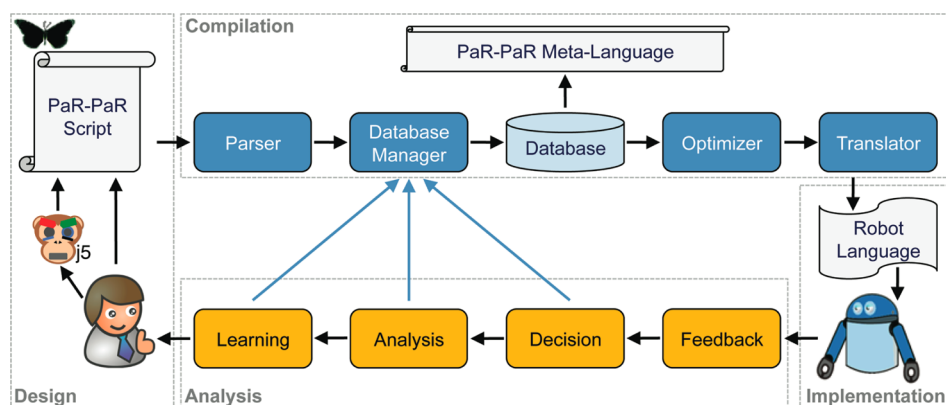 Compilation
PaR-PaR Meta-Language
PaR-PaR
Script
Parser
Database
Manager
Database
Optimizer
Translator
Robot
Language
j5
Learning
Analysis
Decision
Feedback
Design
Analysis
Implementation